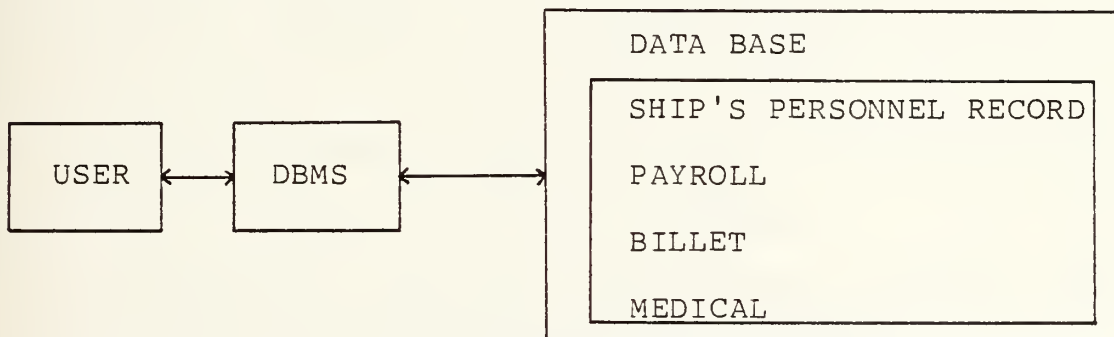 USER
DBMS
DATA BASE
SHIP'S PERSONNEL RECORD
PAYROLL
BILLET
MEDICAL